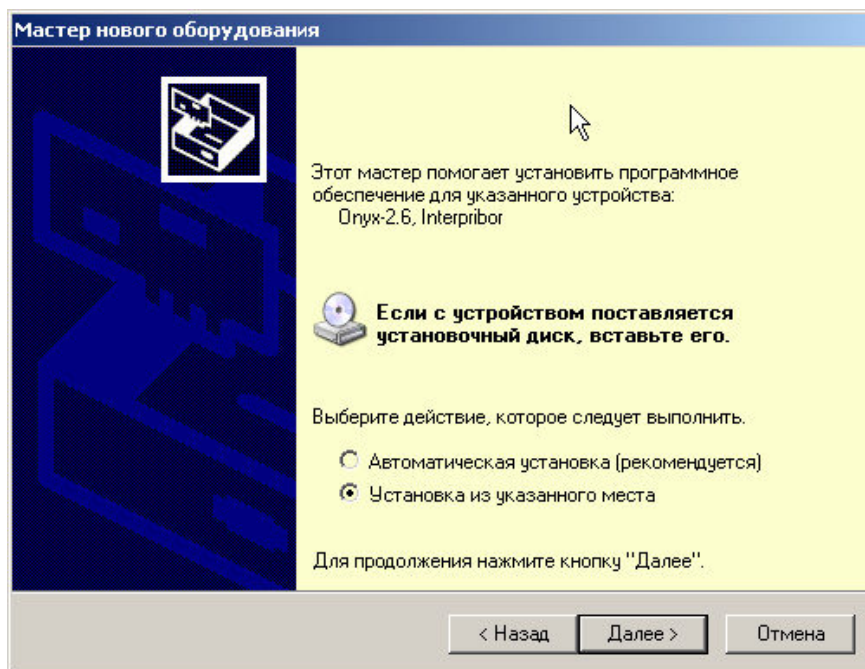 Мастер нового оборудования
Этот мастер помогает установить программное
обеспечение для указанного устройства:
Onyx-2.6, Interpribor
Если с устройством поставляется
установочный диск, вставьте его.
Выберите действие, которое следует выполнить.
Автоматическая установка (рекомендуется)
Установка из указанного места
Для продолжения нажмите кнопку "Далее".
< Назад
Далее >
Отмена